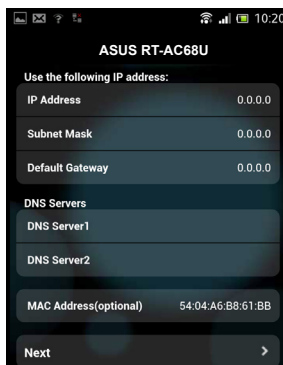 10:20
ASUS RT-AC68U
Use the following IP address:
IP Address 0.0.0.0
Subnet Mask 0.0.0.0
Default Gateway 0.0.0.0
DNS Servers
DNS Server1
DNS Server2
MAC Address(optional) 54:04:A6:B8:61:BB
Next